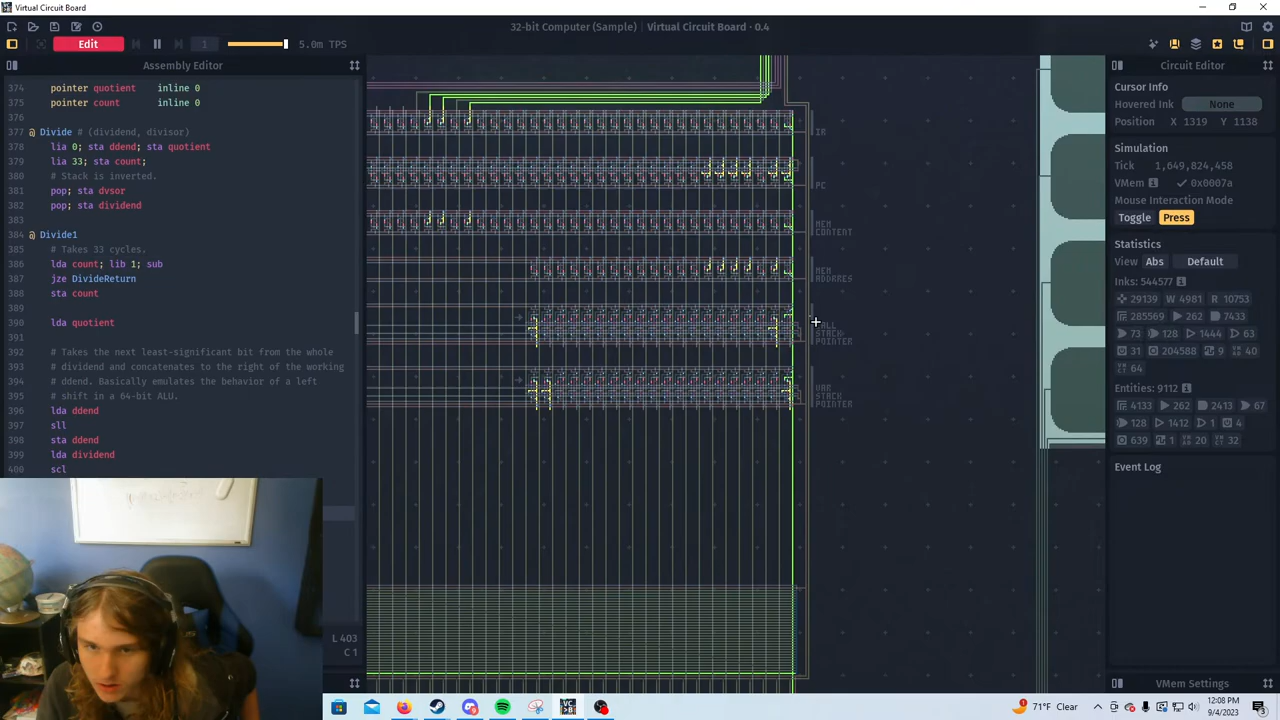 Virtual Circuit Board
32-bit Computer (Sample) | Virtual Circuit Board · 0.4
Edit
1
5.0m TPS
Assembly Editor
Circuit Editor
374 pointer quotient inline 0
375 pointer count inline 0
376
377 @ Divide # (dividend, divisor)
378 lia 0; sta ddend; sta quotient
379 lia 33; sta count;
380 # Stack is inverted.
381 pop; sta dvsor
382 pop; sta dividend
383
384 @ Divide1
385 # Takes 33 cycles.
386 lda count; lib 1; sub
387 jze DivideReturn
388 sta count
389
390 lda quotient
391
392 # Takes the next least-significant bit from the whole
393 # dividend and concatenates to the right of the working
394 # ddend. Basically emulates the behavior of a left
395 # shift in a 64-bit ALU.
396 lda ddend
397 sll
398 sta ddend
399 lda dividend
400 scl
L 403
C 1
IR
PC
MEM
CONTENT
MEM
ADDRES
STACK
POINTER
VAR
STACK
POINTER
Cursor Info
Hovered Ink None
Position X 1319 Y 1138
Simulation
Tick 1,649,824,458
VMem 0x007a
Mouse Interaction Mode
Toggle Press
Statistics
View Abs Default
Inks: 544577
29139 W 4981 R 10753
285569 262 7433
73 128 1444 63
31 204588 9 40
64
Entities: 9112
4133 262 2413 67
128 1412 1 4
639 1 20 32
Event Log
VMem Settings
71°F Clear
12:08 PM
9/4/2023